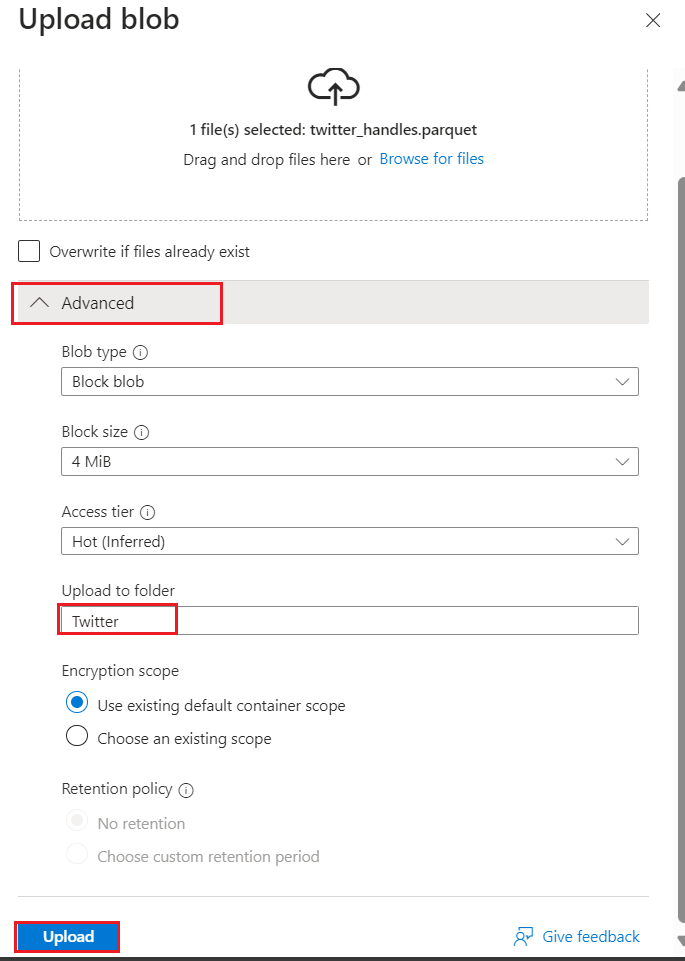 Upload blob
1 file(s) selected: twitter_handles.parquet
Drag and drop files here or Browse for files
Overwrite if files already exist
Advanced
Blob type
Block blob
Block size
4 MiB
Access tier
Hot (Inferred)
Upload to folder
Twitter
Encryption scope
Use existing default container scope
Choose an existing scope
Retention policy
No retention
Choose custom retention period
Upload Give feedback